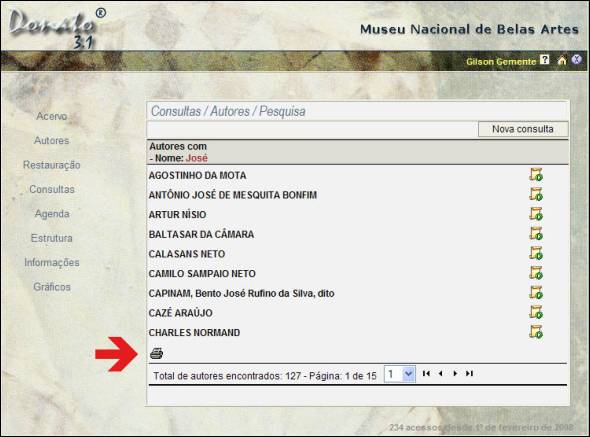 Donato ®
3.1
Museu Nacional de Belas Artes
Gilson Gemente ?
Consultas / Autores / Pesquisa
Nova consulta
Acervo
Autores
Restauração
Consultas
Agenda
Estrutura
Informações
Gráficos
Autores com
- Nome: José
AGOSTINHO DA MOTA
ANTÔNIO JOSÉ DE MESQUITA BONFIM
ARTUR NÍSIO
BALTASAR DA CÂMARA
CALASANS NETO
CAMILO SAMPAIO NETO
CAPINAM, Bento José Rufino da Silva, dito
CAZÉ ARAÚJO
CHARLES NORMAND
Total de autores encontrados: 127 - Página: 1 de 15 1
234 acessos desde 1º de fevereiro de 2008